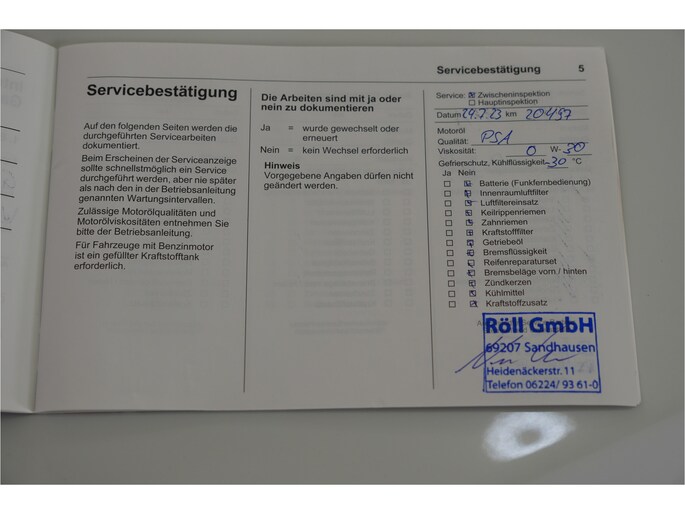 Servicebestätigung 5
Servicebestätigung
Auf den folgenden Seiten werden die
durchgeführten Servicearbeiten
dokumentiert.
Beim Erscheinen der Serviceanzeige
sollte schnellstmöglich ein Service
durchgeführt werden, aber nie später
als nach den in der Betriebsanleitung
genannten Wartungsintervallen.
Zulässige Motorölqualitäten und
Motorölviskositäten entnehmen Sie
bitte der Betriebsanleitung.
Für Fahrzeuge mit Benzinmotor
ist ein gefüllter Kraftstofftank
erforderlich.
Die Arbeiten sind mit ja oder
nein zu dokumentieren
Ja = wurde gewechselt oder
erneuert
Nein = kein Wechsel erforderlich
Hinweis
Vorgegebene Angaben dürfen nicht
geändert werden.
Service: Zwischeninspektion
Hauptinspektion
Datum 24.7.23 km 20497
Motoröl
Qualität: PSA
Viskosität: 0 W-30
Gefrierschutz, Kühlflüssigkeit -30 °C
Ja Nein
Batterie (Funkfernbedienung)
Innenraumluftfilter
Luftfiltereinsatz
Keilrippenriemen
Zahnriemen
Kraftstofffilter
Getriebeöl
Bremsflüssigkeit
Reifenreparaturset
Bremsbeläge vorn / hinten
Zündkerzen
Kühlmittel
Kraftstoffzusatz
Röll GmbH
69207 Sandhausen
Heidenäckerstr. 11
Telefon 06224/ 93 61-0